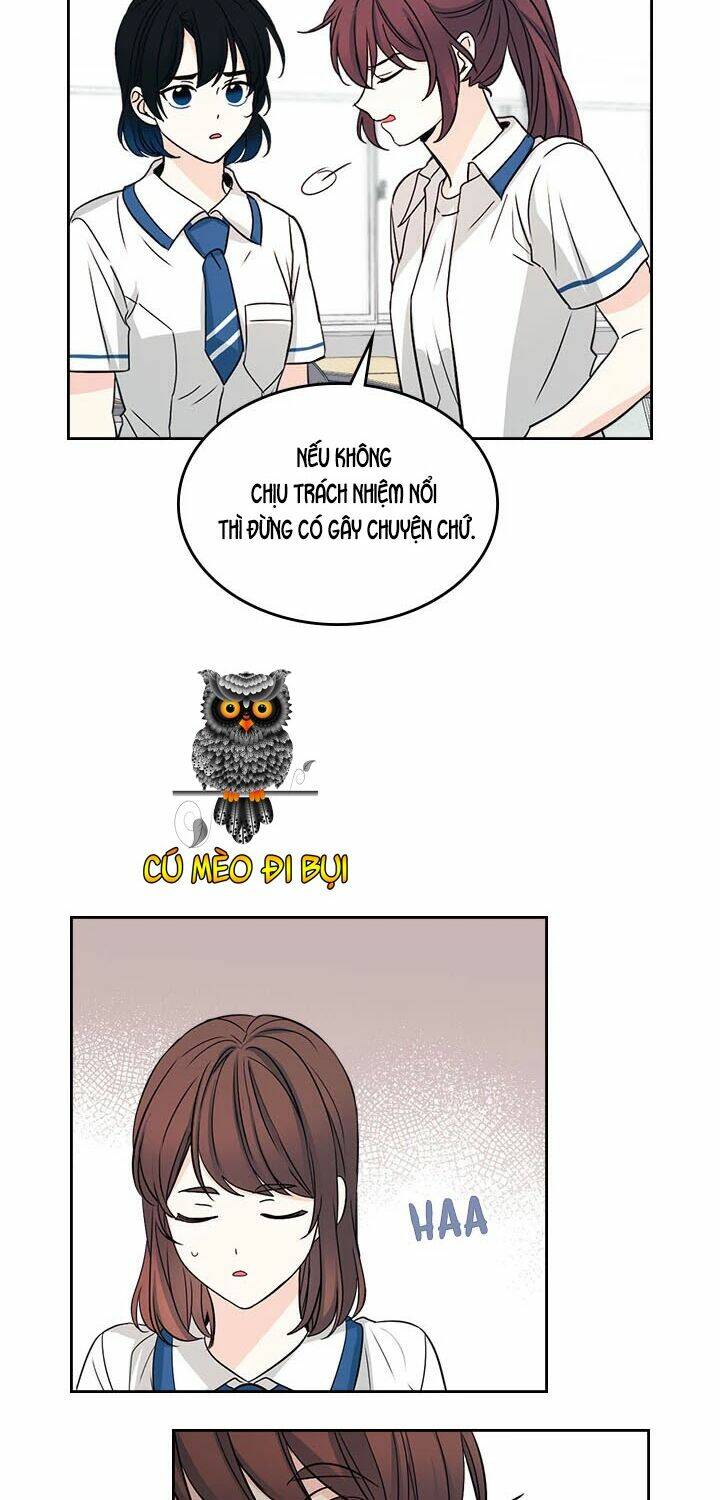 NẾU KHÔNG
CHỊU TRÁCH NHIỆM NỔI
THÌ ĐỪNG CÓ GÂY CHUYỆN CHỨ.
CÚ MÈO ĐI BỤI
HAA